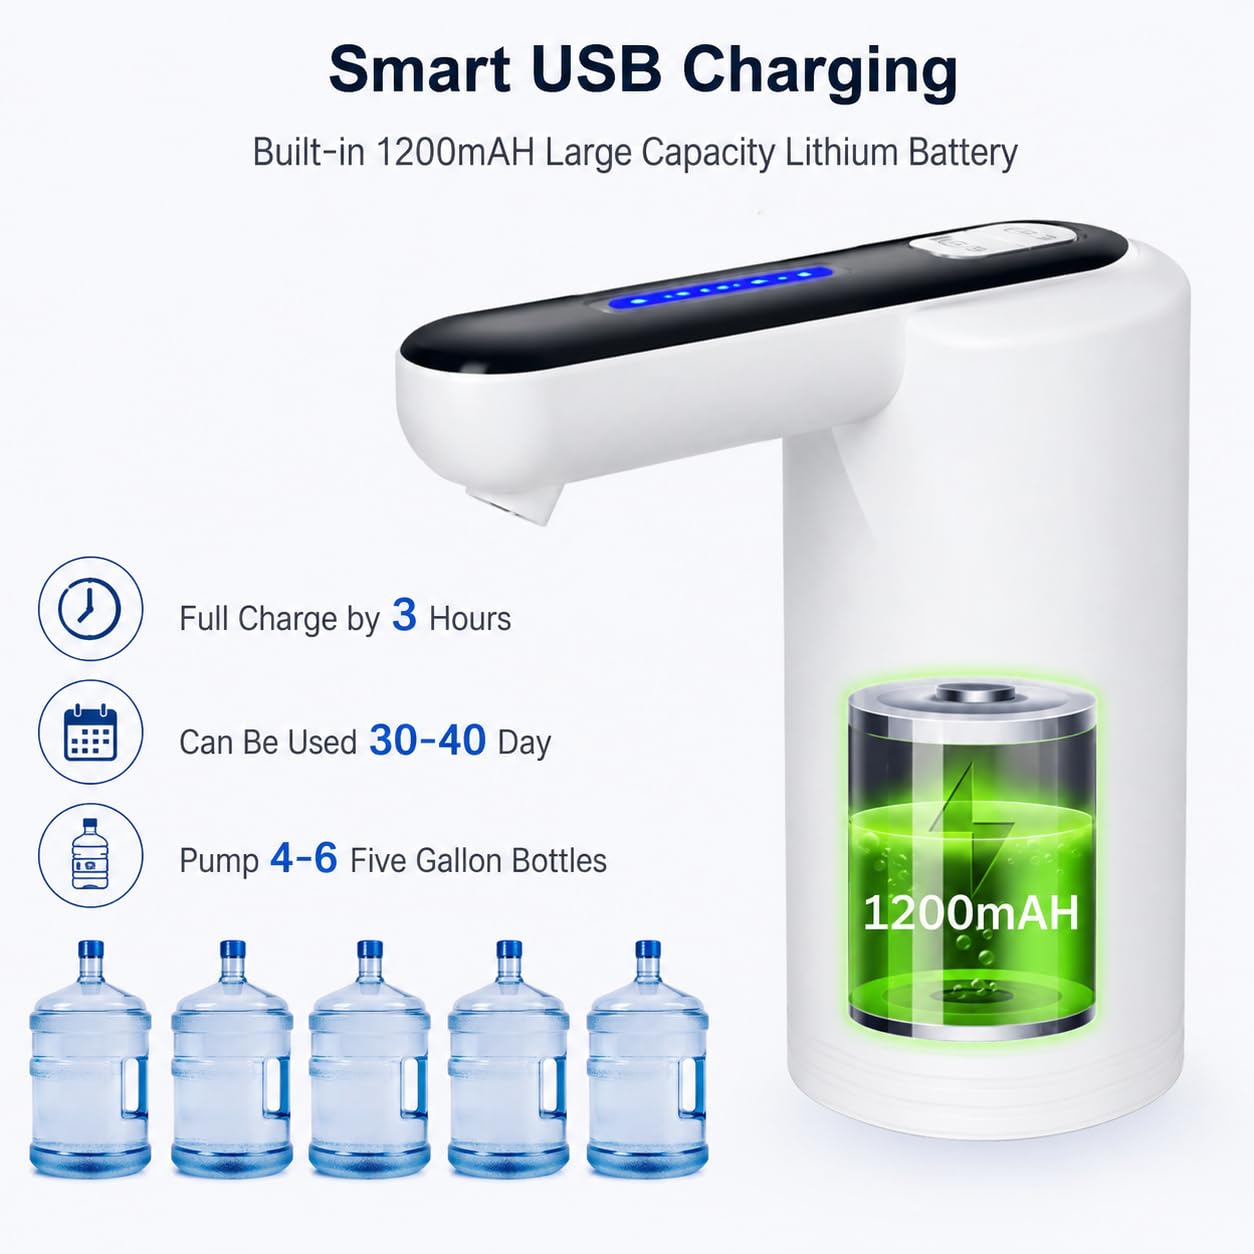 Smart USB Charging
Built-in 1200mAH Large Capacity Lithium Battery
Full Charge by 3 Hours
Can Be Used 30-40 Day
Pump 4-6 Five Gallon Bottles
1200mAH